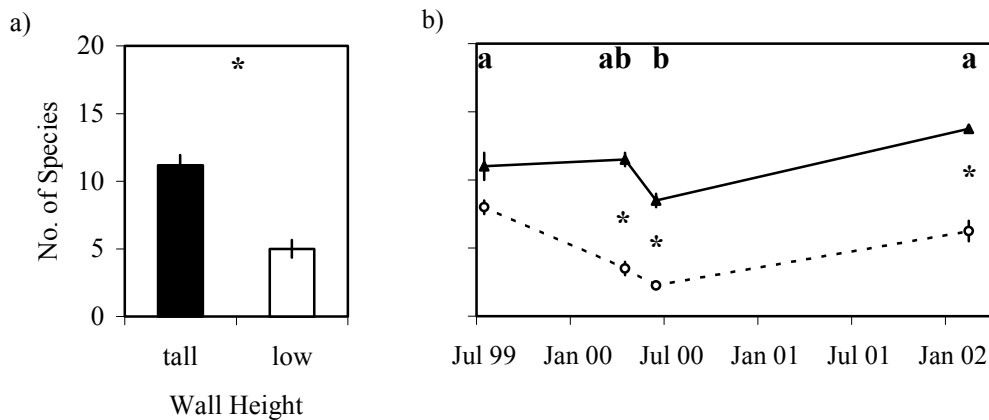 a)
No. of Species
20
15
10
5
0
*
tall low
Wall Height
b)
a ab b a
*
*
*
Jul 99 Jan 00 Jul 00 Jan 01 Jul 01 Jan 02